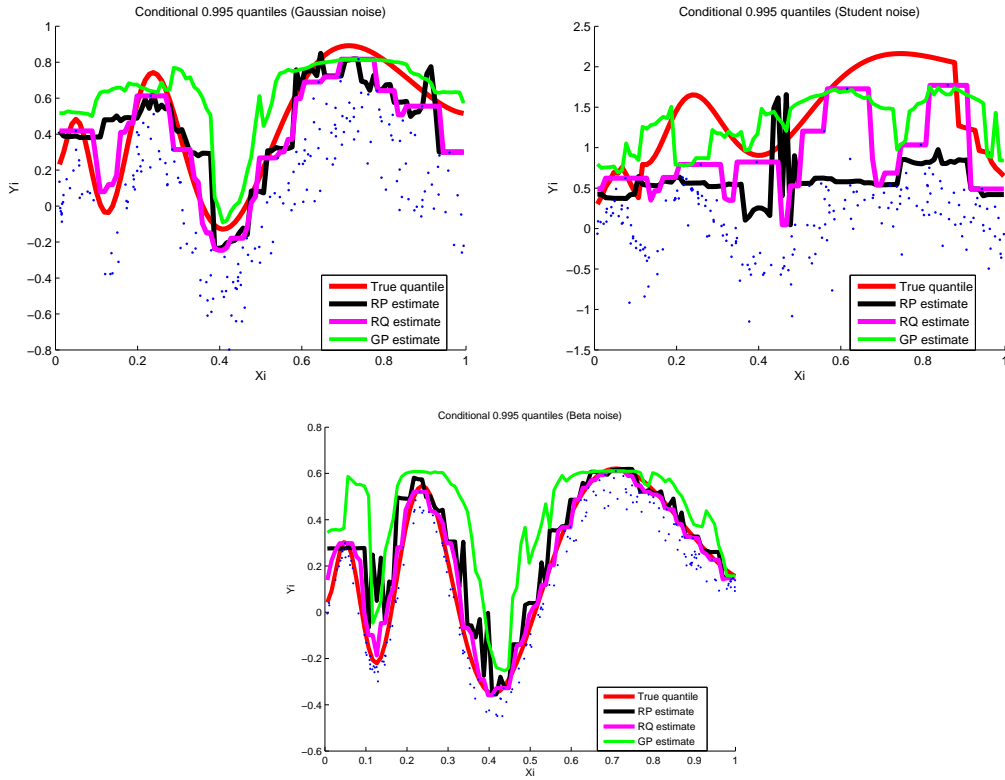 Conditional 0.995 quantiles (Gaussian noise)
1
0.8
0.6
0.4
0.2
0
-0.2
-0.4
-0.6
-0.8
Yi
0
0.2
0.4
0.6
0.8
1
Xi
True quantile
RP estimate
RQ estimate
GP estimate
Conditional 0.995 quantiles (Student noise)
2.5
2
1.5
1
0.5
0
-0.5
-1
-1.5
Yi
0
0.2
0.4
0.6
0.8
1
Xi
True quantile
RP estimate
RQ estimate
GP estimate
Conditional 0.995 quantiles (Beta noise)
0.8
0.6
0.4
0.2
0
-0.2
-0.4
-0.6
Yi
0
0.1
0.2
0.3
0.4
0.5
0.6
0.7
0.8
0.9
1
Xi
True quantile
RP estimate
RQ estimate
GP estimate